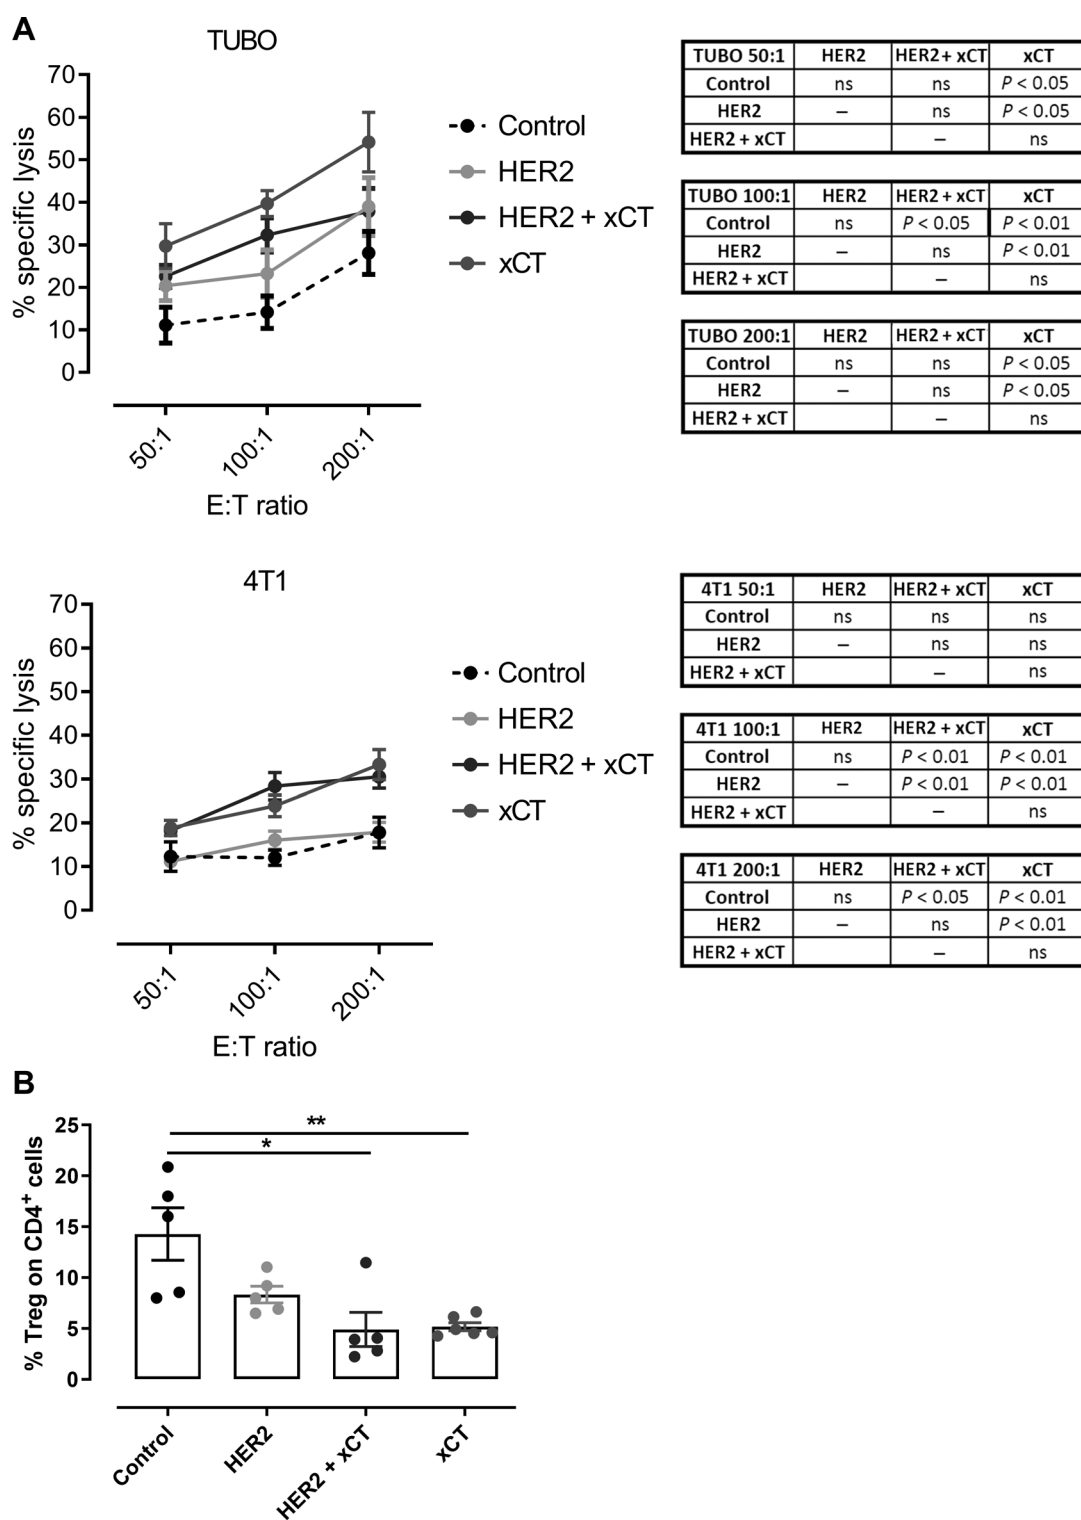 A
TUBO
70
60
50
40
30
20
10
0
% specific lysis
50:1
100:1
200:1
E:T ratio
Control
HER2
HER2 + xCT
xCT
TUBO 50:1 HER2 HER2 + xCT xCT
Control ns ns P < 0.05
HER2 – ns P < 0.05
HER2 + xCT – ns
TUBO 100:1 HER2 HER2 + xCT xCT
Control ns P < 0.05 P < 0.01
HER2 – ns P < 0.01
HER2 + xCT – ns
TUBO 200:1 HER2 HER2 + xCT xCT
Control ns ns P < 0.05
HER2 – ns P < 0.05
HER2 + xCT – ns
4T1
70
60
50
40
30
20
10
0
% specific lysis
50:1
100:1
200:1
E:T ratio
Control
HER2
HER2 + xCT
xCT
4T1 50:1 HER2 HER2 + xCT xCT
Control ns ns ns
HER2 – ns ns
HER2 + xCT – ns
4T1 100:1 HER2 HER2 + xCT xCT
Control ns P < 0.01 P < 0.01
HER2 – P < 0.01 P < 0.01
HER2 + xCT – ns
4T1 200:1 HER2 HER2 + xCT xCT
Control ns P < 0.05 P < 0.01
HER2 – ns P < 0.01
HER2 + xCT – ns
B
25
20
15
10
5
0
% Treg on CD4⁺ cells
**
*
Control
HER2
HER2 + xCT
xCT